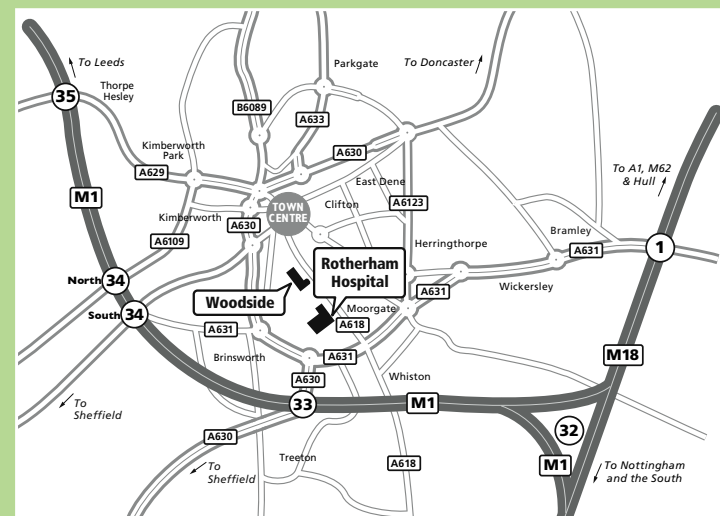 To Leeds
Parkgate
To Doncaster
35
Thorpe
Hesley
B6089
A633
Kimberworth
Park
A630
A629
To A1, M62
& Hull
M1
East Dene
TOWN
CENTRE
Clifton
A6123
Kimberworth
A630
Bramley
A6109
Herringthorpe
A631
1
Rotherham
Hospital
North
34
Wickersley
Woodside
A631
South
34
Moorgate
A618
A631
Brinsworth
A631
M18
A630
Whiston
33
M1
To
Sheffield
32
A630
Treeton
A618
M1
To
Sheffield
To Nottingham
and the South